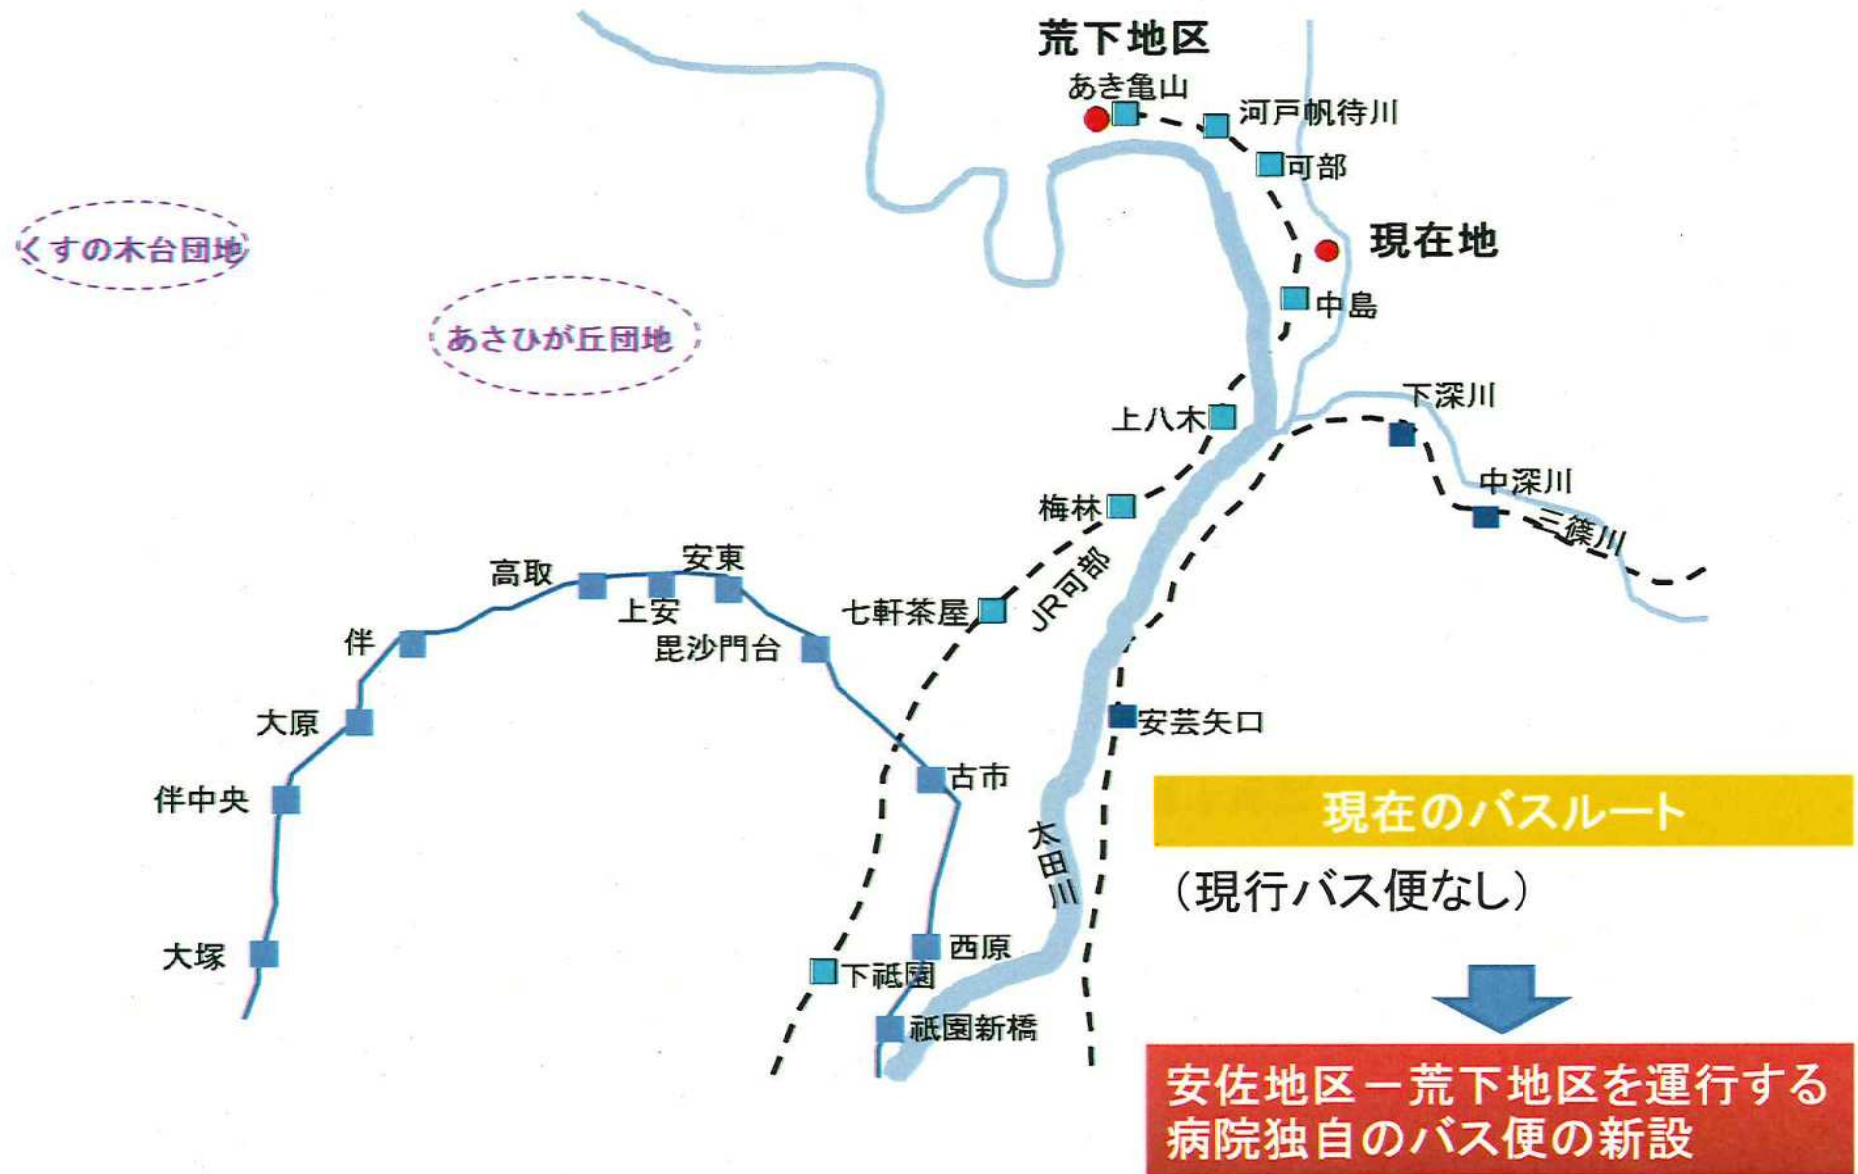 荒下地区
あき亀山
河戸帆待川
可部
くすの木台団地
現在地
あさひが丘団地
中島
上八木
下深川
中深川
梅林
三篠川
安東
高取
上安
七軒茶屋
JR可部
伴
毘沙門台
大原
安芸矢口
古市
伴中央
現在のバスルート
太田川
（現行バス便なし）
大塚
西原
下祗園
祇園新橋
安佐地区－荒下地区を運行する
病院独自のバス便の新設